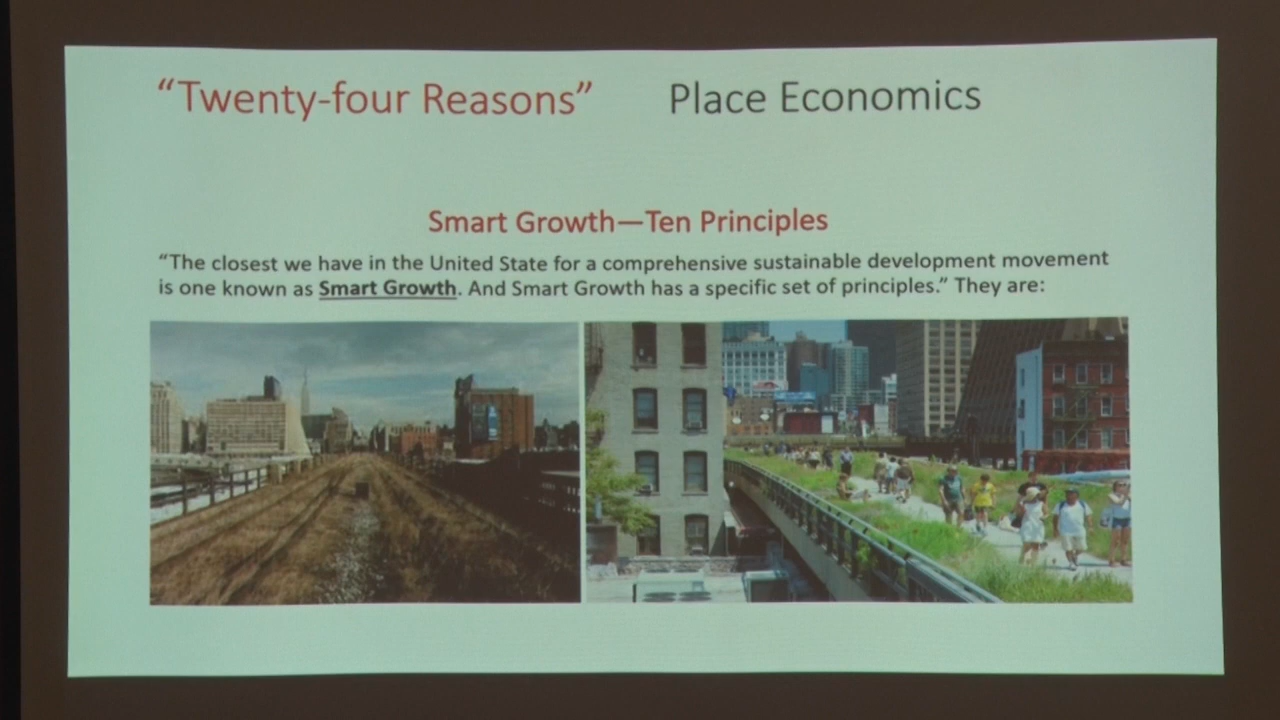 “Twenty-four Reasons” Place Economics
Smart Growth—Ten Principles
“The closest we have in the United State for a comprehensive sustainable development movement
is one known as Smart Growth. And Smart Growth has a specific set of principles.” They are: